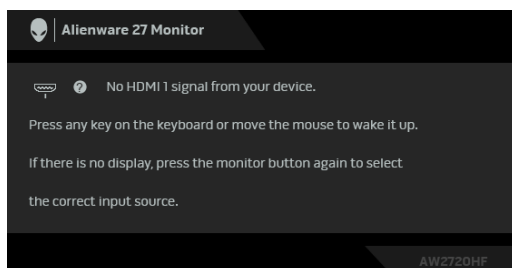 Alienware 27 Monitor
? No HDMI 1 signal from your device.
Press any key on the keyboard or move the mouse to wake it up.
If there is no display, press the monitor button again to select
the correct input source.
AW2720HF